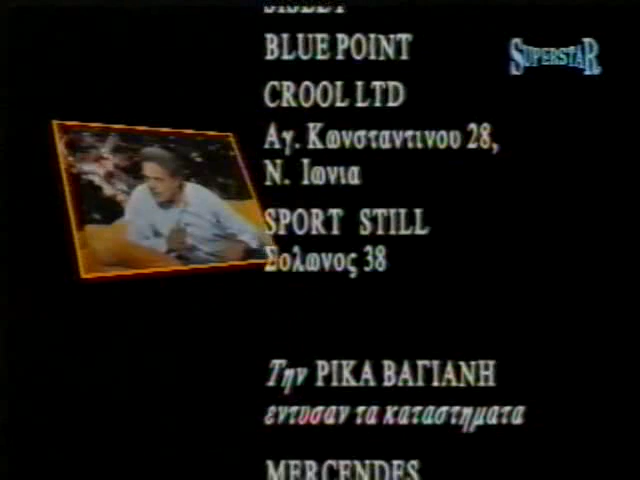 BLUE POINT
SUPERSTAR
CROOL LTD
Αγ. Κωνσταντινου 28,
Ν. Ιωνια
SPORT STILL
Σολωνος 38
Την ΡΙΚΑ ΒΑΓΙΑΝΗ
εντυσαν τα καταστηματα
MERCENDES